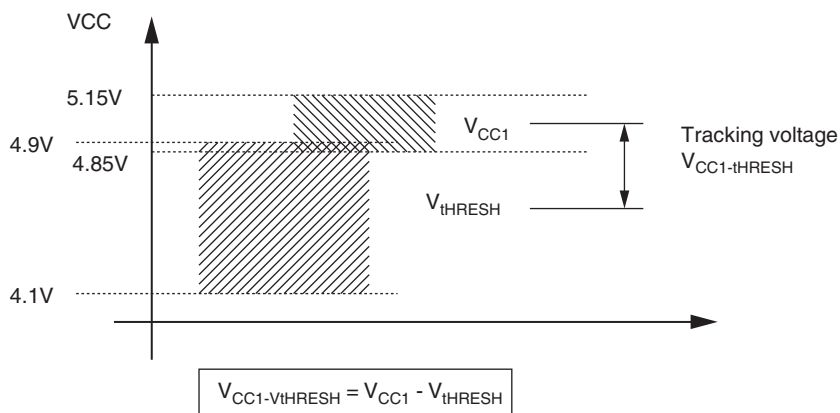 VCC
5.15V
4.9V
4.85V
4.1V
VCC1
VtHRESH
Tracking voltage
VCC1-tHRESH
VCC1-VtHRESH = VCC1 - VtHRESH